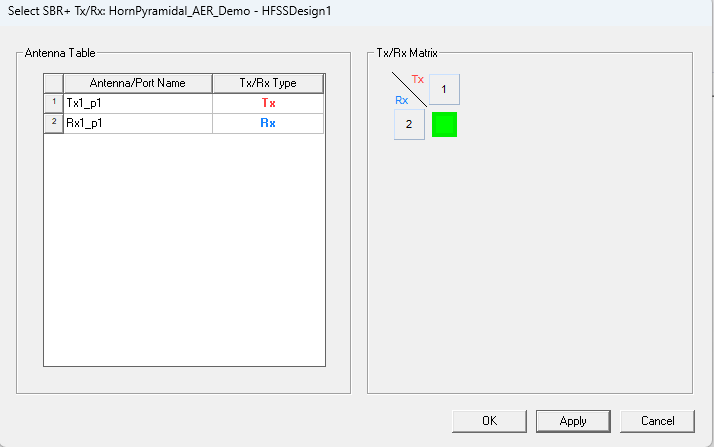 Select SBR+ Tx/Rx: HornPyramidal_AER_Demo - HFSSDesign1
Antenna Table
Antenna/Port Name Tx/Rx Type
1 Tx1_p1 Tx
2 Rx1_p1 Rx
Tx/Rx Matrix
Tx 1
Rx
2
OK Apply Cancel